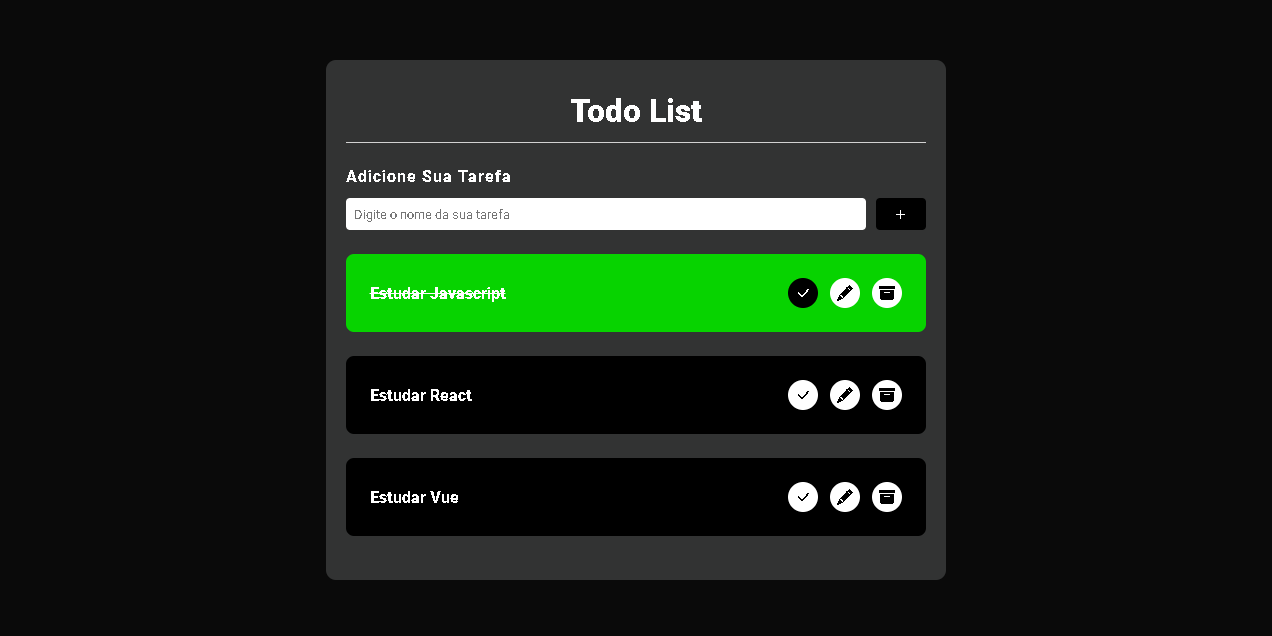 Todo List
Adicione Sua Tarefa
Digite o nome da sua tarefa
+
Estudar Javascript
Estudar React
Estudar Vue